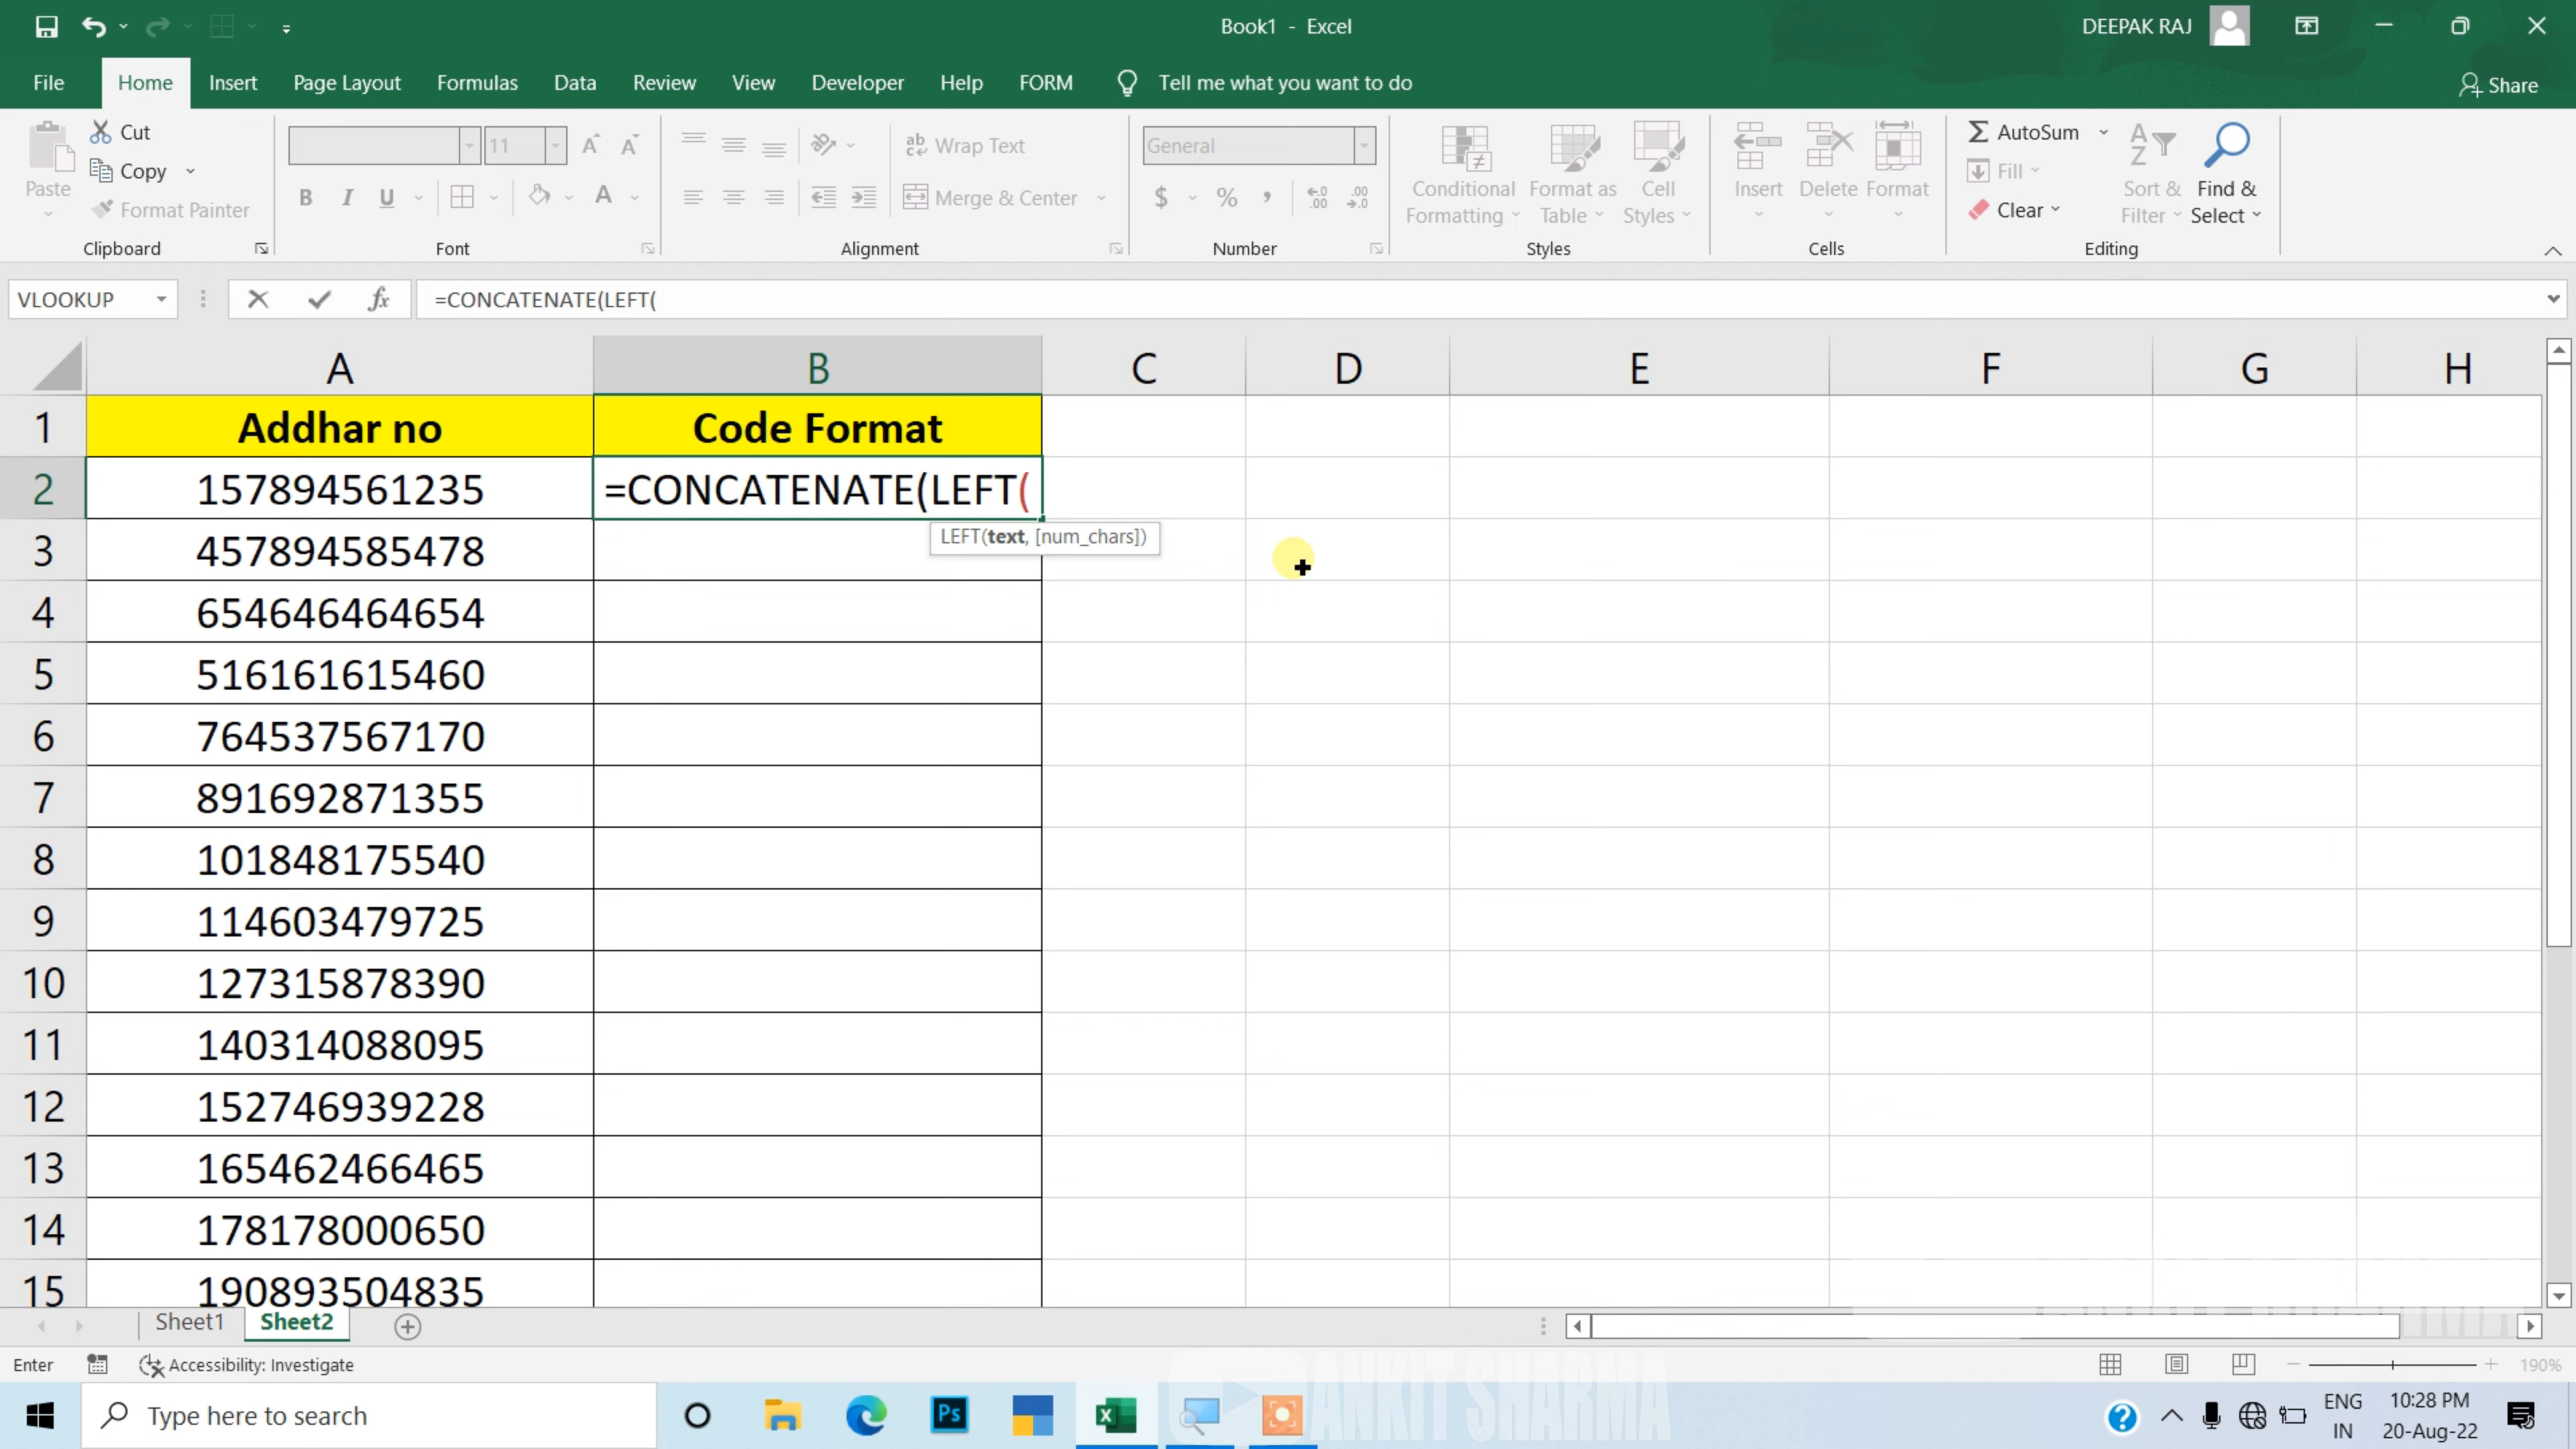 Book1 - Excel
DEEPAK RAJ
File Home Insert Page Layout Formulas Data Review View Developer Help FORM Tell me what you want to do Share
Paste
Cut
Copy
Format Painter
Clipboard
11
B I U
Font
Wrap Text
Merge & Center
Alignment
General
$ % ,
Number
Conditional Formatting
Format as Table
Cell Styles
Styles
Insert Delete Format
Cells
AutoSum
Fill
Clear
Sort & Filter
Find & Select
Editing
VLOOKUP fx =CONCATENATE(LEFT(
A B C D E F G H
1 Addhar no Code Format
2 157894561235 =CONCATENATE(LEFT(
LEFT(text, [num_chars])
3 457894585478
4 654646464654
5 516161615460
6 764537567170
7 891692871355
8 101848175540
9 114603479725
10 127315878390
11 140314088095
12 152746939228
13 165462466465
14 178178000650
15 190893504835
Sheet1 Sheet2
Enter Accessibility: Investigate 190%
ANKIT SHARMA
Type here to search
Ps
ENG
IN
10:28 PM
20-Aug-22